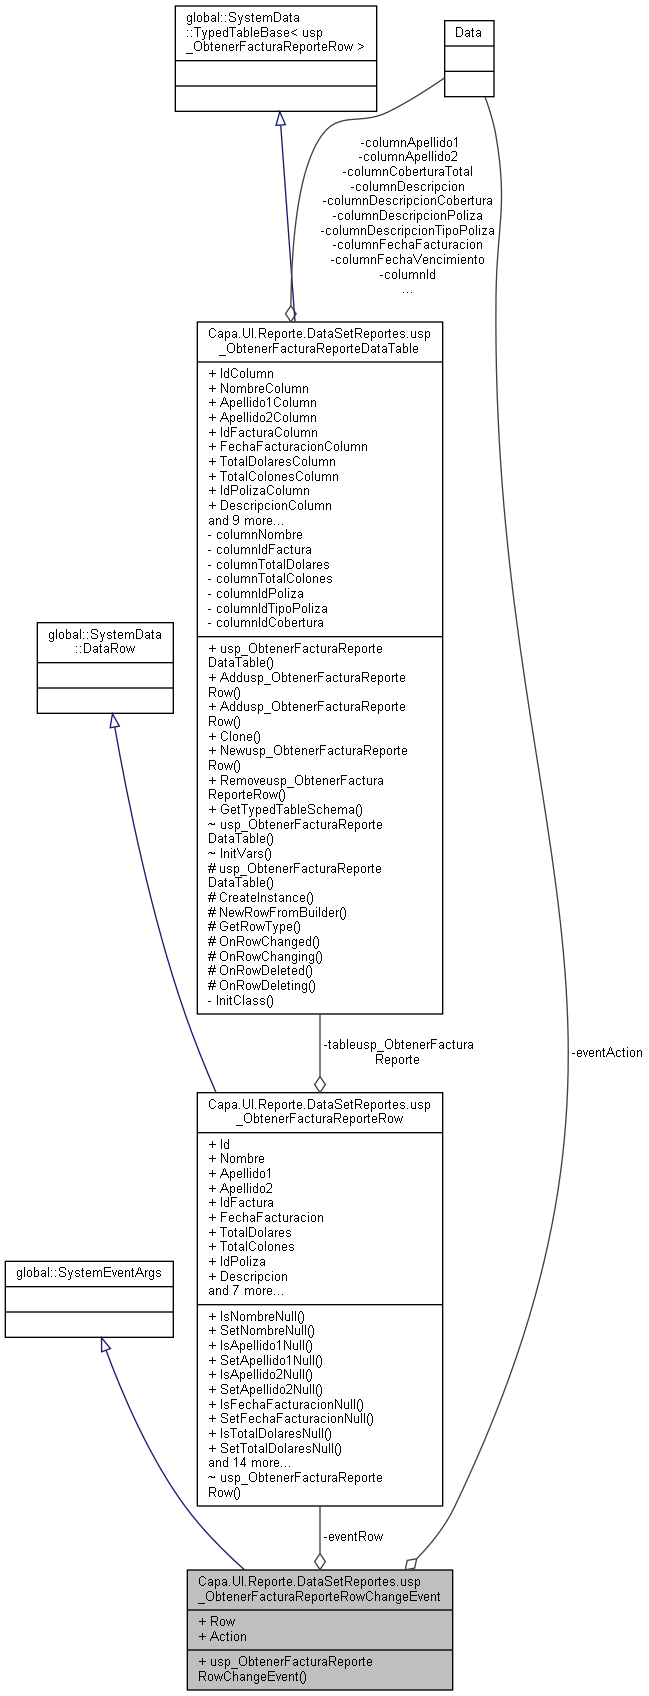 global::SystemData
::TypedTableBase< usp
_ObtenerFacturaReporteRow >
Data
-columnApellido1
-columnApellido2
-columnCoberturaTotal
-columnDescripcion
-columnDescripcionCobertura
-columnDescripcionPoliza
-columnDescripcionTipoPoliza
-columnFechaFacturacion
-columnFechaVencimiento
-columnId
...
Capa.UI.Reporte.DataSetReportes.usp
_ObtenerFacturaReporteDataTable
+ IdColumn
+ NombreColumn
+ Apellido1Column
+ Apellido2Column
+ IdFacturaColumn
+ FechaFacturacionColumn
+ TotalDolaresColumn
+ TotalColonesColumn
+ IdPolizaColumn
+ DescripcionColumn
and 9 more...
- columnNombre
- columnIdFactura
- columnTotalDolares
- columnTotalColones
- columnIdPoliza
- columnIdTipoPoliza
- columnIdCobertura
+ usp_ObtenerFacturaReporte
DataTable()
+ Addusp_ObtenerFacturaReporte
Row()
+ Addusp_ObtenerFacturaReporte
Row()
+ Clone()
+ Newusp_ObtenerFacturaReporte
Row()
+ Removeusp_ObtenerFactura
ReporteRow()
+ GetTypedTableSchema()
~ usp_ObtenerFacturaReporte
DataTable()
~ InitVars()
# usp_ObtenerFacturaReporte
DataTable()
# CreateInstance()
# NewRowFromBuilder()
# GetRowType()
# OnRowChanged()
# OnRowChanging()
# OnRowDeleted()
# OnRowDeleting()
- InitClass()
global::SystemData
::DataRow
-tableusp_ObtenerFactura
Reporte
-eventAction
Capa.UI.Reporte.DataSetReportes.usp
_ObtenerFacturaReporteRow
+ Id
+ Nombre
+ Apellido1
+ Apellido2
+ IdFactura
+ FechaFacturacion
+ TotalDolares
+ TotalColones
+ IdPoliza
+ Descripcion
and 7 more...
+ IsNombreNull()
+ SetNombreNull()
+ IsApellido1Null()
+ SetApellido1Null()
+ IsApellido2Null()
+ SetApellido2Null()
+ IsFechaFacturacionNull()
+ SetFechaFacturacionNull()
+ IsTotalDolaresNull()
+ SetTotalDolaresNull()
and 14 more...
~ usp_ObtenerFacturaReporte
Row()
global::SystemEventArgs
-eventRow
Capa.UI.Reporte.DataSetReportes.usp
_ObtenerFacturaReporteRowChangeEvent
+ Row
+ Action
+ usp_ObtenerFacturaReporte
RowChangeEvent()